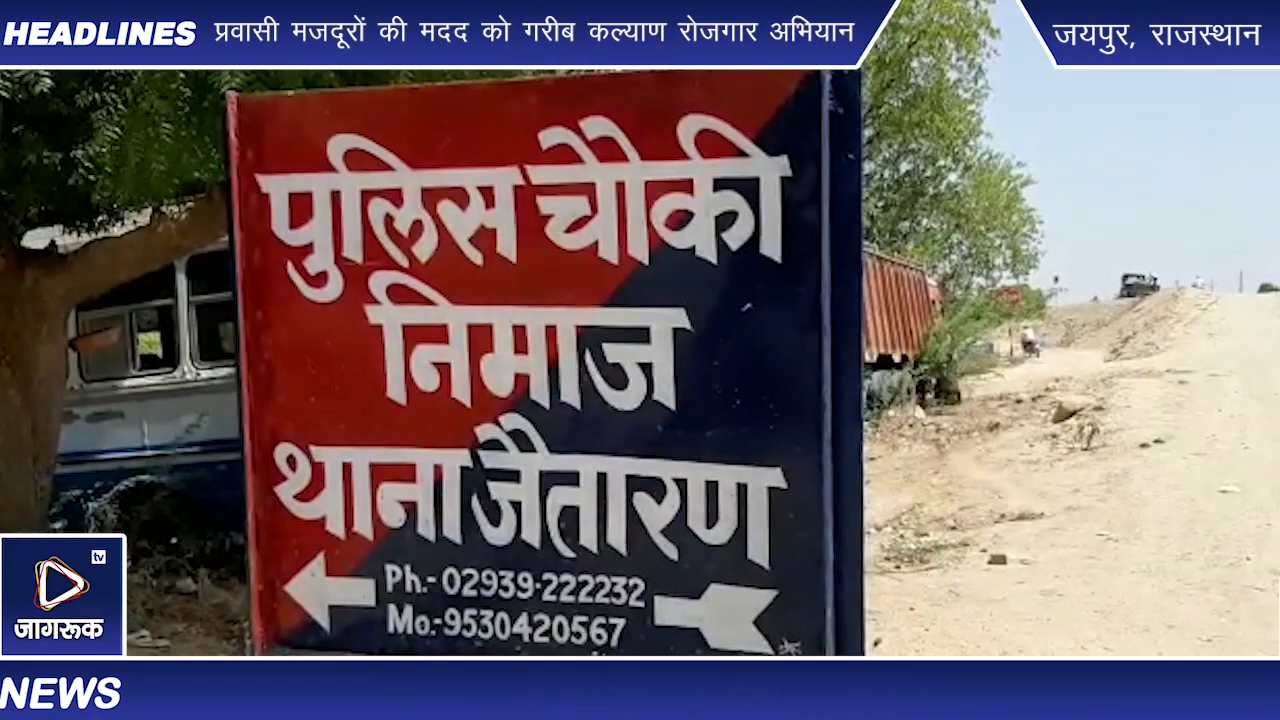 HEADLINES प्रवासी मजदूरों की मदद को गरीब कल्याण रोजगार अभियान
जयपुर, राजस्थान
पुलिस चौकी
निमाज
थाना जैतारण
Ph.- 02939-222232
Mo.-9530420567
tv
जागरूक
NEWS